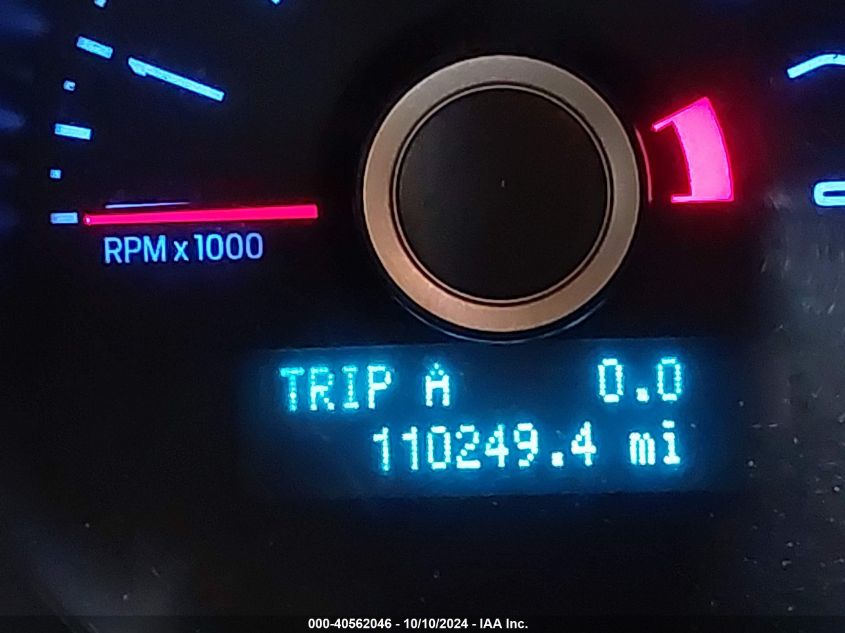 RPM x 1000
TRIP A 0.0
110249.4 mi
000-40562046 - 10/10/2024 - IAA Inc.